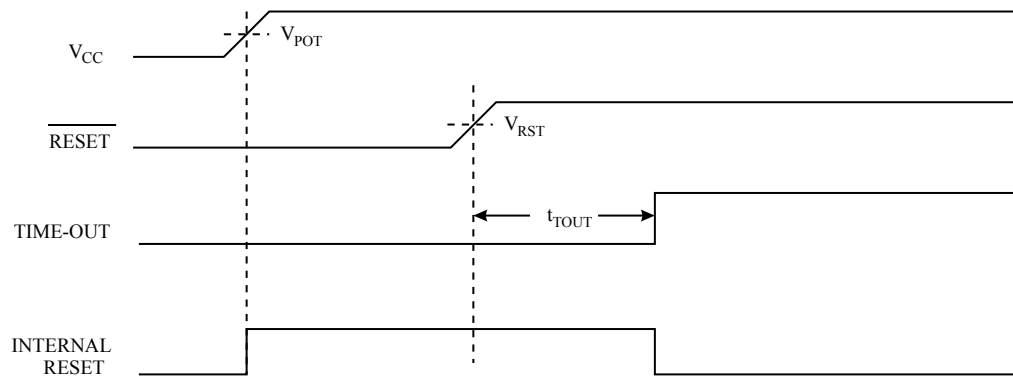 V_CC
V_POT
RESET
V_RST
t_TOUT
TIME-OUT
INTERNAL
RESET